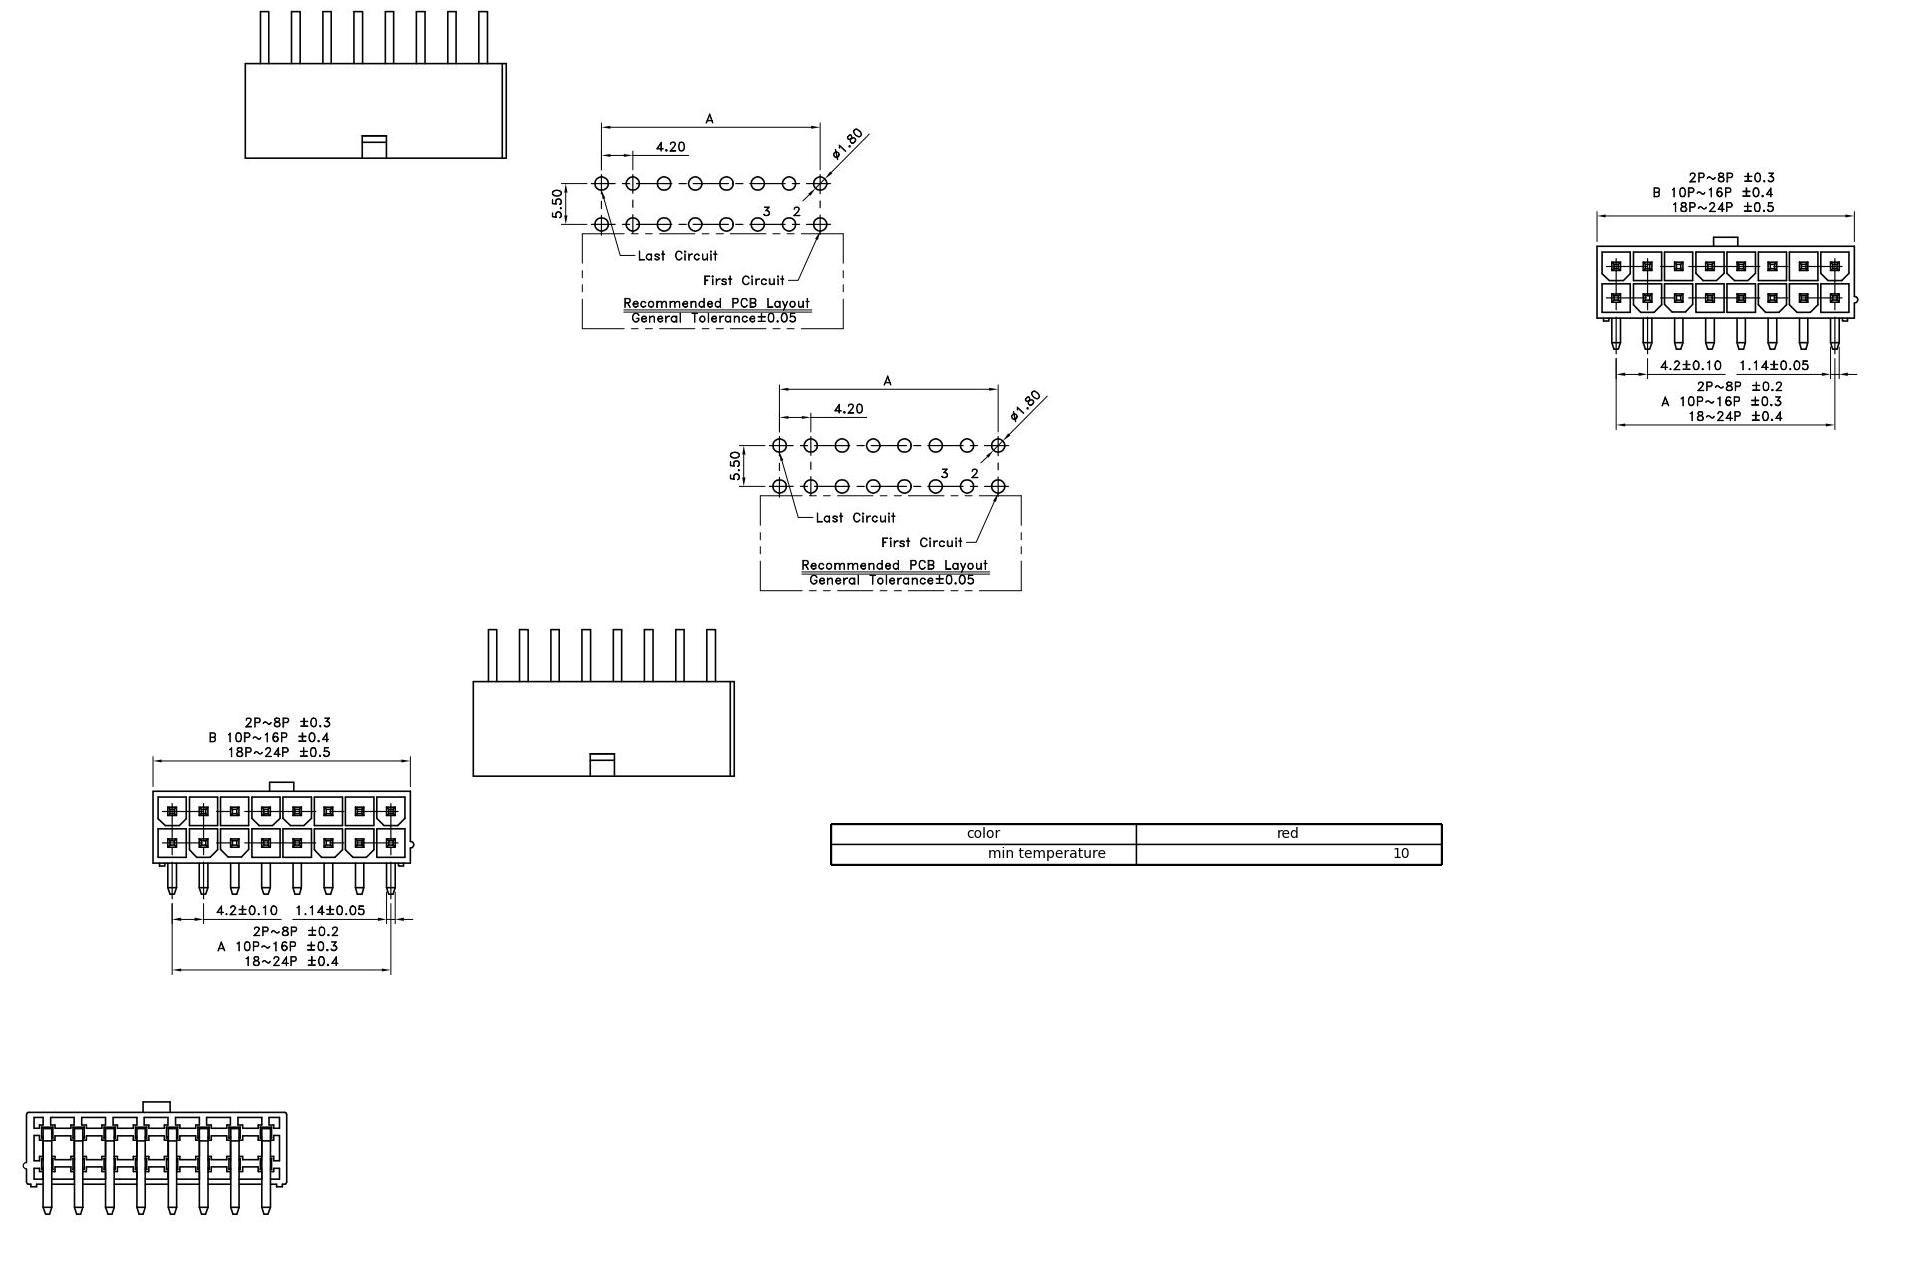 A
4.20
ø1.80
5.50
3 2
Last Circuit
First Circuit
Recommended PCB Layout
General Tolerance±0.05
2P~8P ±0.3
B 10P~16P ±0.4
18P~24P ±0.5
4.2±0.10 1.14±0.05
2P~8P ±0.2
A 10P~16P ±0.3
18~24P ±0.4
A
4.20
ø1.80
5.50
3 2
Last Circuit
First Circuit
Recommended PCB Layout
General Tolerance±0.05
2P~8P ±0.3
B 10P~16P ±0.4
18P~24P ±0.5
4.2±0.10 1.14±0.05
2P~8P ±0.2
A 10P~16P ±0.3
18~24P ±0.4
color red
min temperature 10